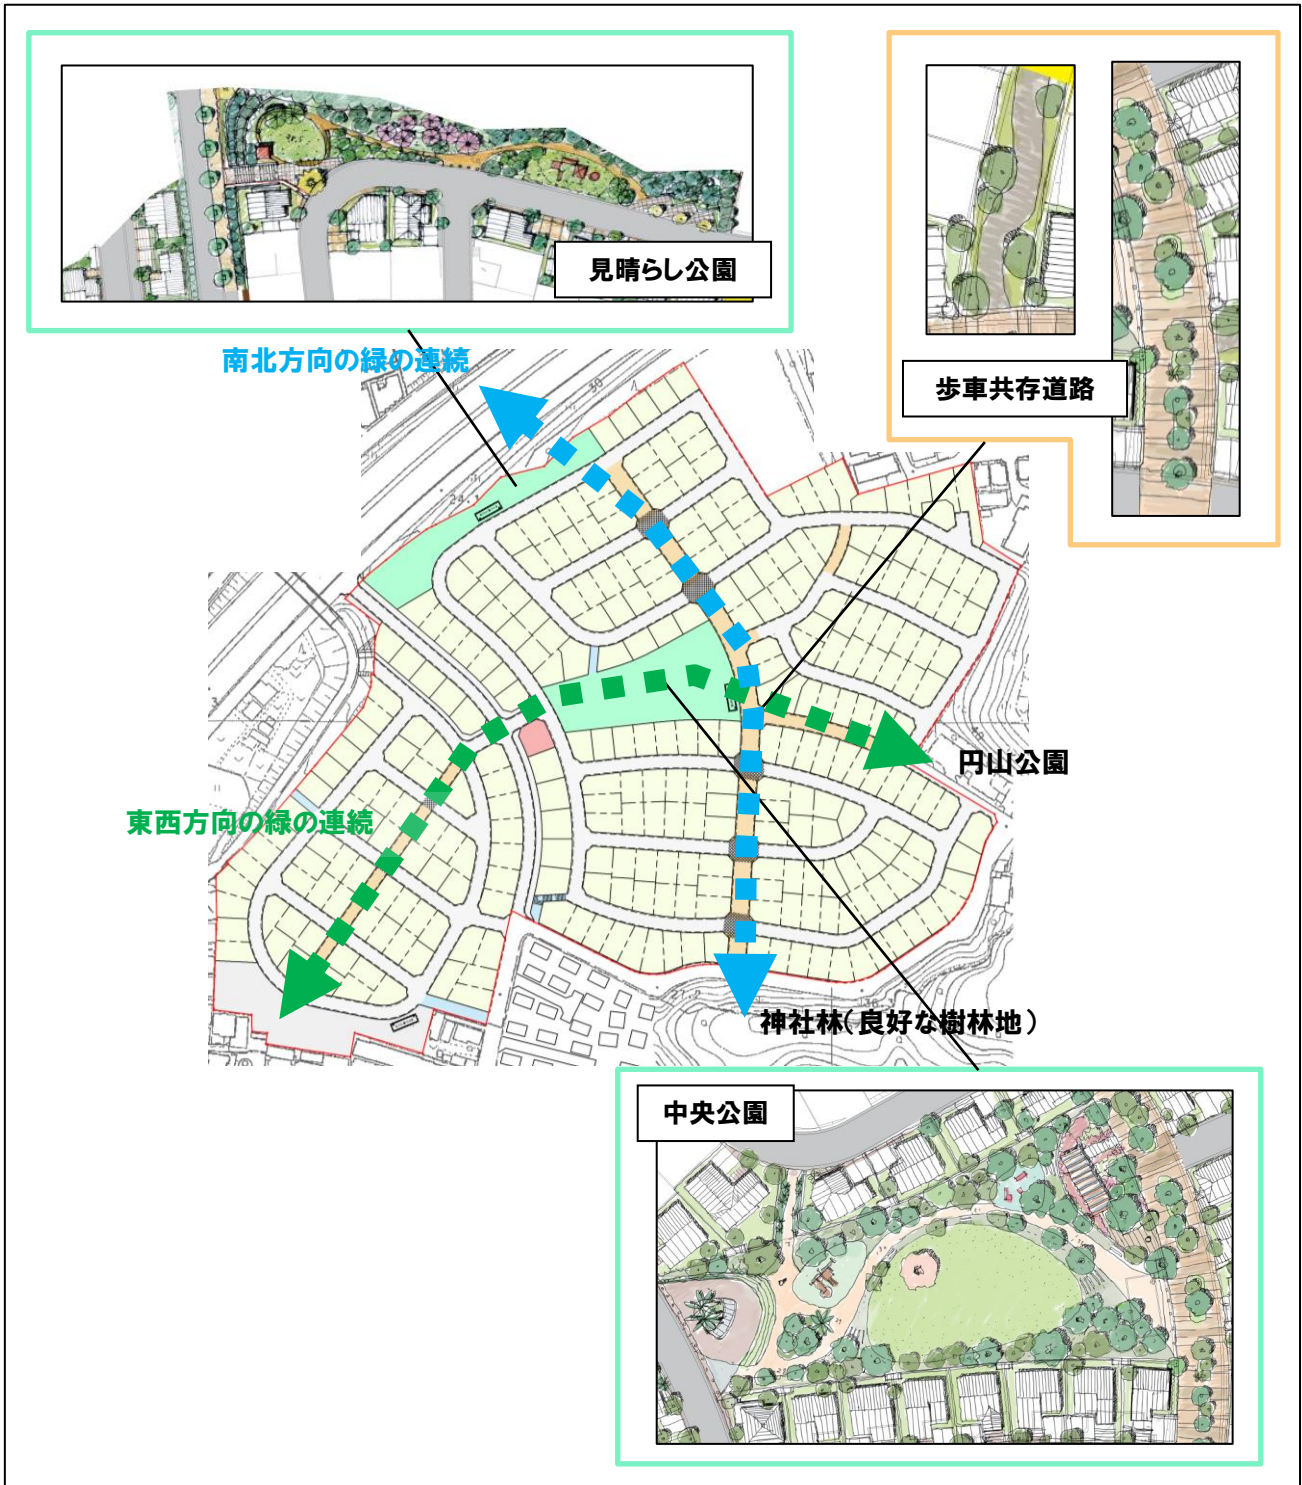 見晴らし公園
歩車共存道路
南北方向の緑の連続
円山公園
東西方向の緑の連続
神社林(良好な樹林地)
中央公園